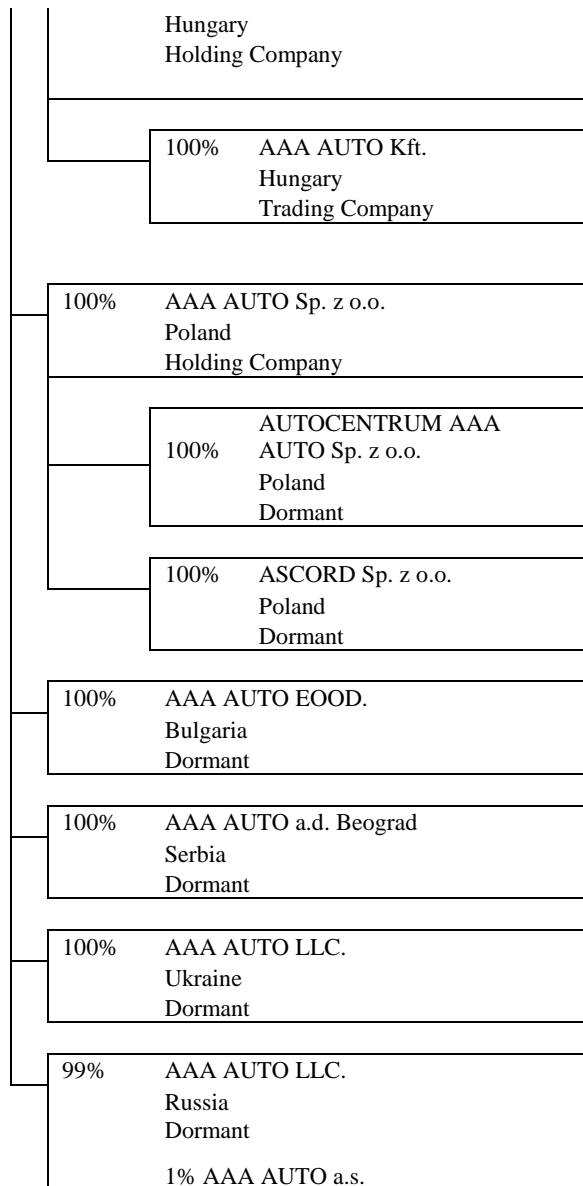 Hungary
Holding Company
100% AAA AUTO Kft.
Hungary
Trading Company
100% AAA AUTO Sp. z o.o.
Poland
Holding Company
AUTOCENTRUM AAA
100% AUTO Sp. z o.o.
Poland
Dormant
100% ASCORD Sp. z o.o.
Poland
Dormant
100% AAA AUTO EOOD.
Bulgaria
Dormant
100% AAA AUTO a.d. Beograd
Serbia
Dormant
100% AAA AUTO LLC.
Ukraine
Dormant
99% AAA AUTO LLC.
Russia
Dormant
1% AAA AUTO a.s.